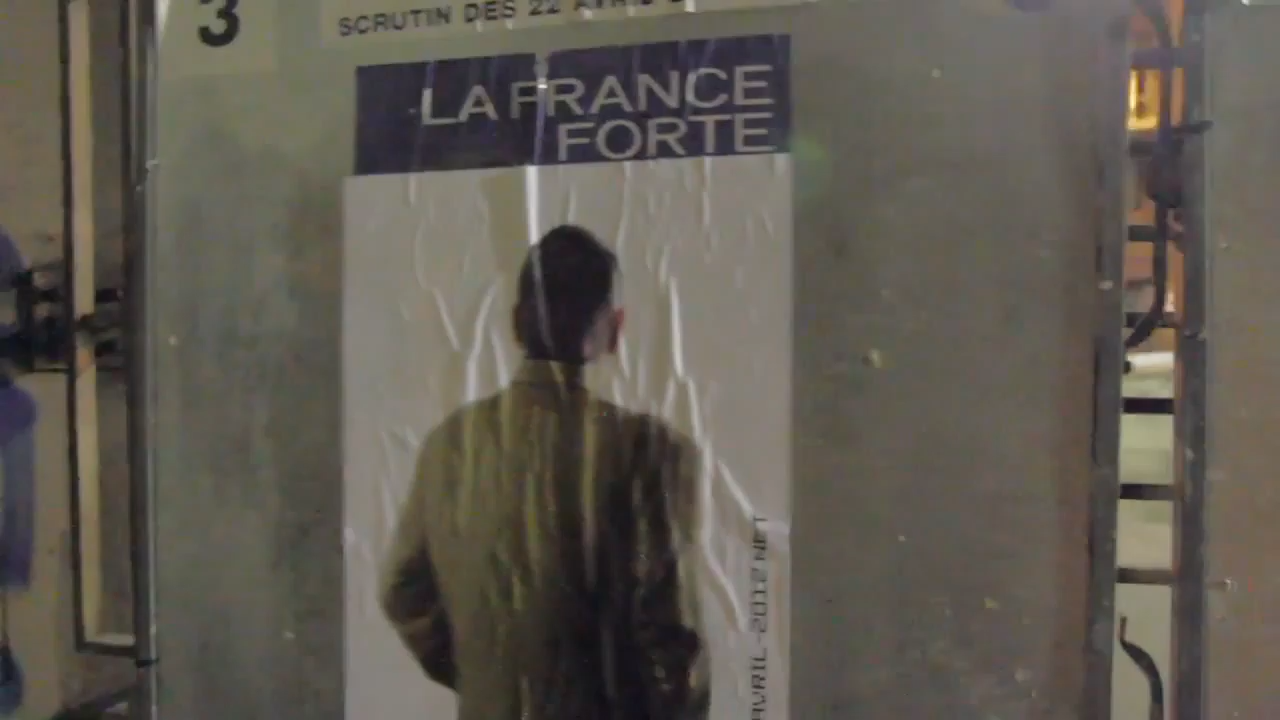 3
SCRUTIN DES 22 AVRIL
LA FRANCE
FORTE
AVRIL-2012.NET